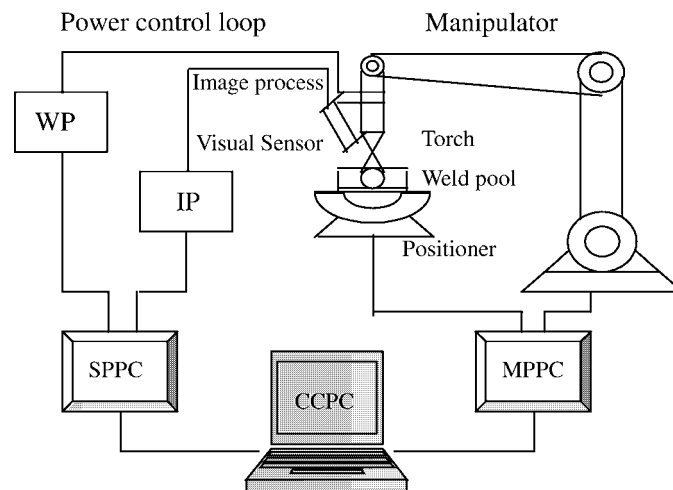 Power control loop
Manipulator
Image process
WP
Visual Sensor
Torch
Weld pool
IP
Positioner
SPPC
MPPC
CCPC